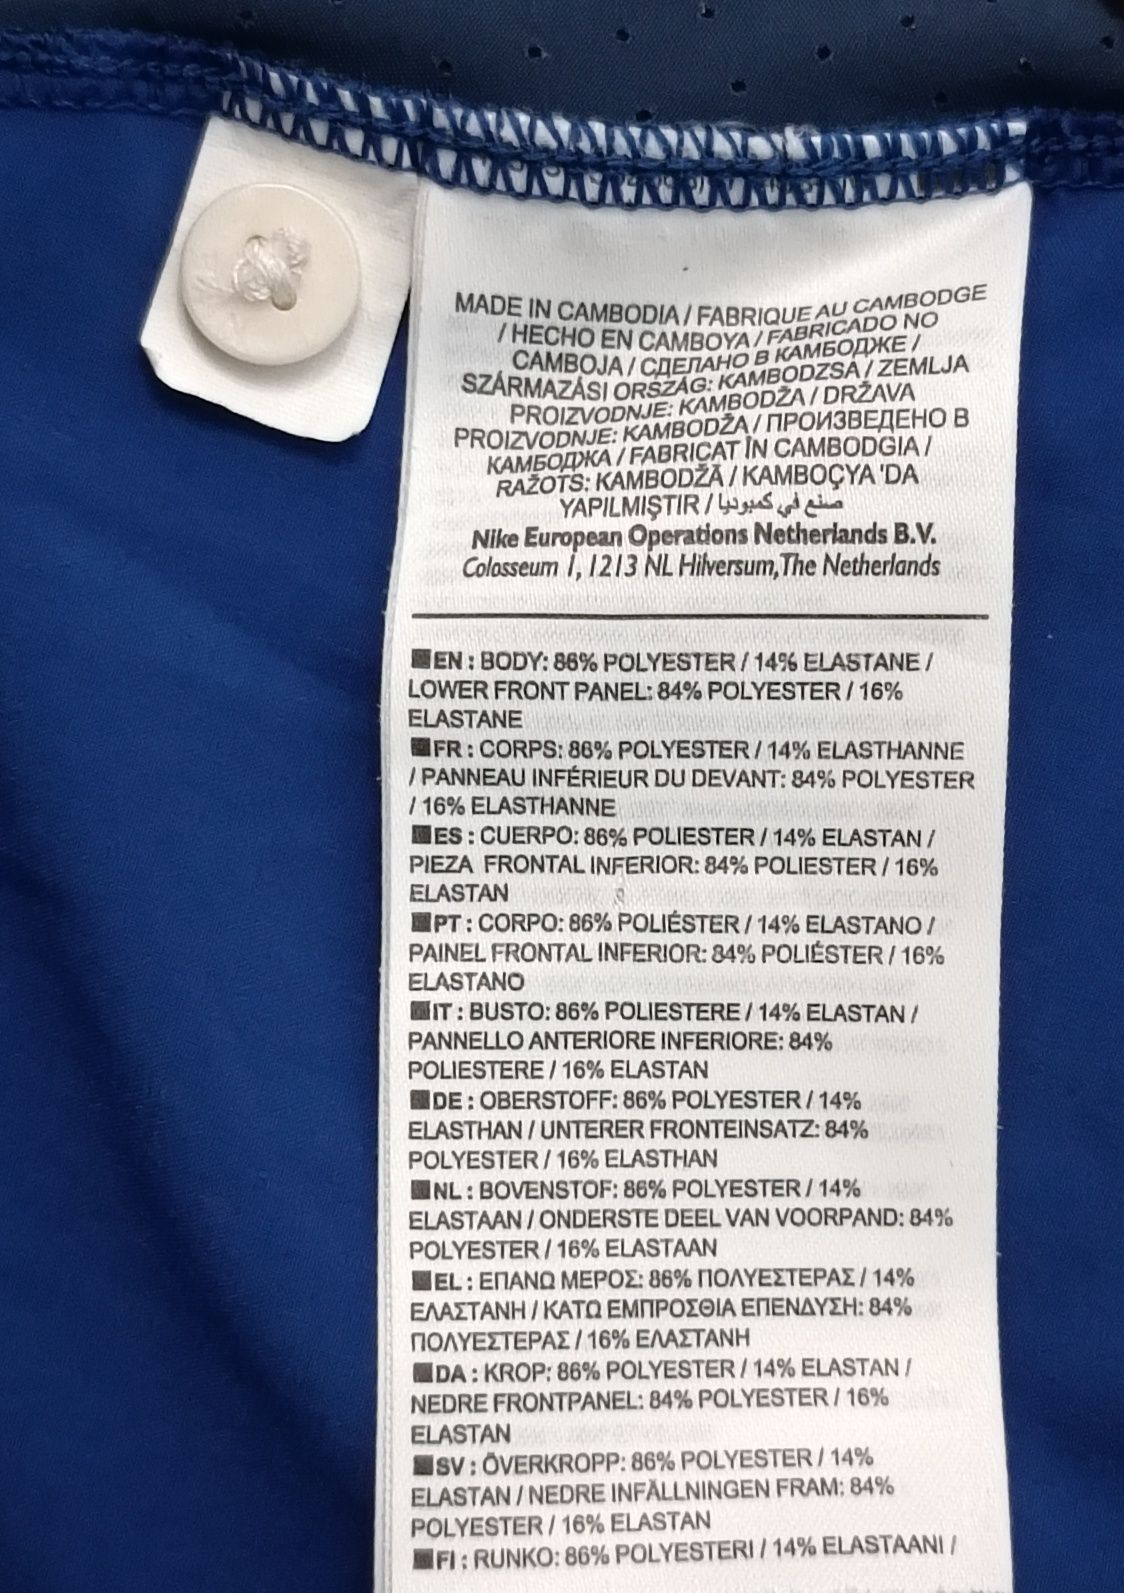 MADE IN CAMBODIA / FABRIQUE AU CAMBODGE
/ HECHO EN CAMBOYA / FABRICADO NO
CAMBOJA / СДЕЛАНО В КАМБОДЖЕ /
SZÁRMAZÁSI ORSZÁG: KAMBODZSA / ZEMLJA
PROIZVODNJE: KAMBODŽA / DRŽAVA
PROIZVODNJE: KAMBODŽA / ПРОИЗВЕДЕНО В
КАМБОДЖА / FABRICAT ÎN CAMBODGIA /
RAŽOTS: KAMBODŽĀ / KAMBOÇYA 'DA
YAPILMIŞTIR / صنع في كمبوديا
Nike European Operations Netherlands B.V.
Colosseum 1, 1213 NL Hilversum, The Netherlands
EN : BODY: 86% POLYESTER / 14% ELASTANE /
LOWER FRONT PANEL: 84% POLYESTER / 16%
ELASTANE
FR : CORPS: 86% POLYESTER / 14% ELASTHANNE
/ PANNEAU INFÉRIEUR DU DEVANT: 84% POLYESTER
/ 16% ELASTHANNE
ES : CUERPO: 86% POLIESTER / 14% ELASTAN /
PIEZA FRONTAL INFERIOR: 84% POLIESTER / 16%
ELASTAN
PT : CORPO: 86% POLIÉSTER / 14% ELASTANO /
PAINEL FRONTAL INFERIOR: 84% POLIÉSTER / 16%
ELASTANO
IT : BUSTO: 86% POLIESTERE / 14% ELASTAN /
PANNELLO ANTERIORE INFERIORE: 84%
POLIESTERE / 16% ELASTAN
DE : OBERSTOFF: 86% POLYESTER / 14%
ELASTHAN / UNTERER FRONTEINSATZ: 84%
POLYESTER / 16% ELASTHAN
NL : BOVENSTOF: 86% POLYESTER / 14%
ELASTAAN / ONDERSTE DEEL VAN VOORPAND: 84%
POLYESTER / 16% ELASTAAN
EL : ΕΠΑΝΩ ΜΕΡΟΣ: 86% ΠΟΛΥΕΣΤΕΡΑΣ / 14%
ΕΛΑΣΤΑΝΗ / ΚΑΤΩ ΕΜΠΡΟΣΘΙΑ ΕΠΕΝΔΥΣΗ: 84%
ΠΟΛΥΕΣΤΕΡΑΣ / 16% ΕΛΑΣΤΑΝΗ
DA : KROP: 86% POLYESTER / 14% ELASTAN /
NEDRE FRONTPANEL: 84% POLYESTER / 16%
ELASTAN
SV : ÖVERKROPP: 86% POLYESTER / 14%
ELASTAN / NEDRE INFÄLLNINGEN FRAM: 84%
POLYESTER / 16% ELASTAN
FI : RUNKO: 86% POLYESTERI / 14% ELASTAANI /